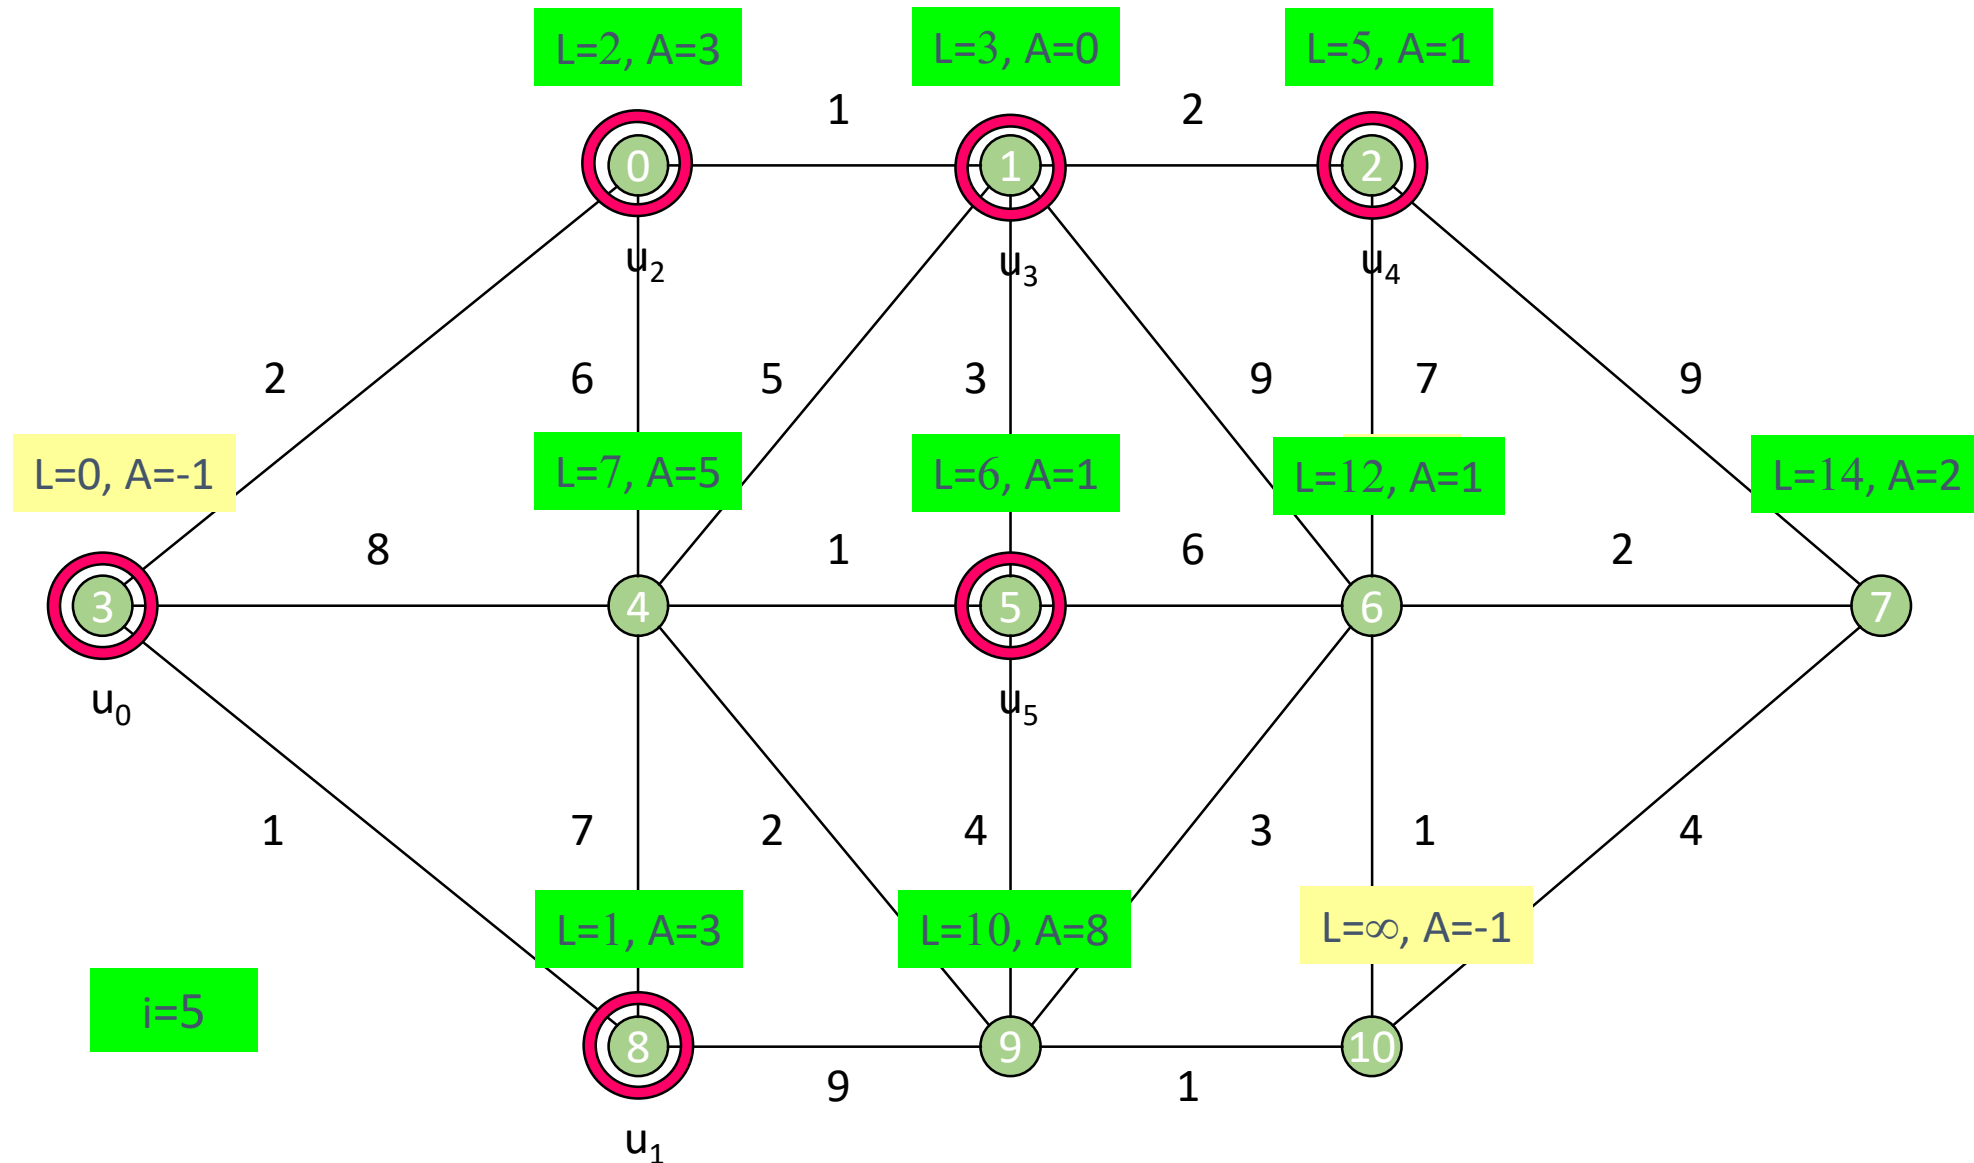 L=2, A=3
L=3, A=0
L=5, A=1
1
2
0
1
2
u2
u3
u4
2
6
5
3
9
7
9
L=0, A=-1
L=7, A=5
L=6, A=1
L=12, A=1
L=14, A=2
8
1
6
2
3
4
5
6
7
u0
u5
1
7
2
4
3
1
4
L=1, A=3
L=10, A=8
L=∞, A=-1
i=5
8
9
10
9
1
u1